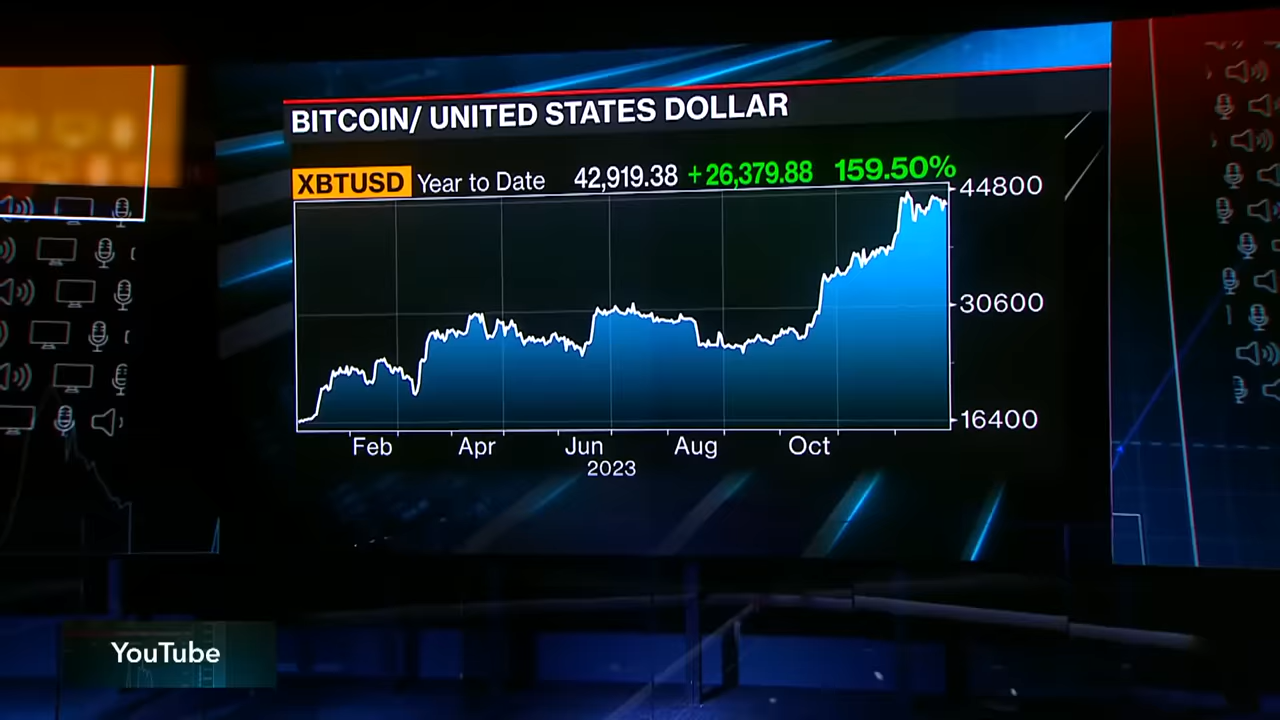 BITCOIN/ UNITED STATES DOLLAR
XBTUSD Year to Date 42,919.38 +26,379.88 159.50%
44800
30600
16400
Feb Apr Jun Aug Oct
2023
YouTube